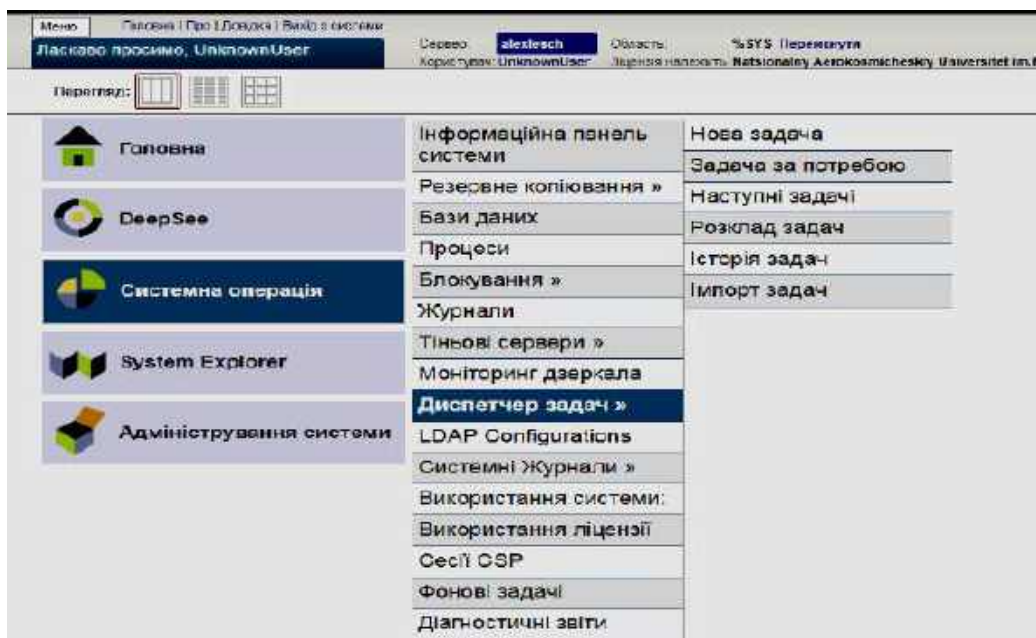 Меню Головна | Про | Довідка | Вихід з системи
Ласкаво просимо, UnknownUser
Сервер: alexlesch Область: %SYS Перемкнути
Користувач: UnknownUser Ліцензія належить: Natsionalny Aerokosmicheskiy Universitet im.
Перегляд:
Головна
DeepSee
Системна операція
System Explorer
Адміністрування системи
Інформаційна панель
системи
Резервне копіювання »
Бази даних
Процеси
Блокування »
Журнали
Тіньові сервери »
Моніторинг дзеркала
Диспетчер задач »
LDAP Configurations
Системні Журнали »
Використання системи:
Використання ліцензії
Сесії CSP
Фонові задачі
Діагностичні звіти
Нова задача
Задача за потребою
Наступні задачі
Розклад задач
Історія задач
Імпорт задач